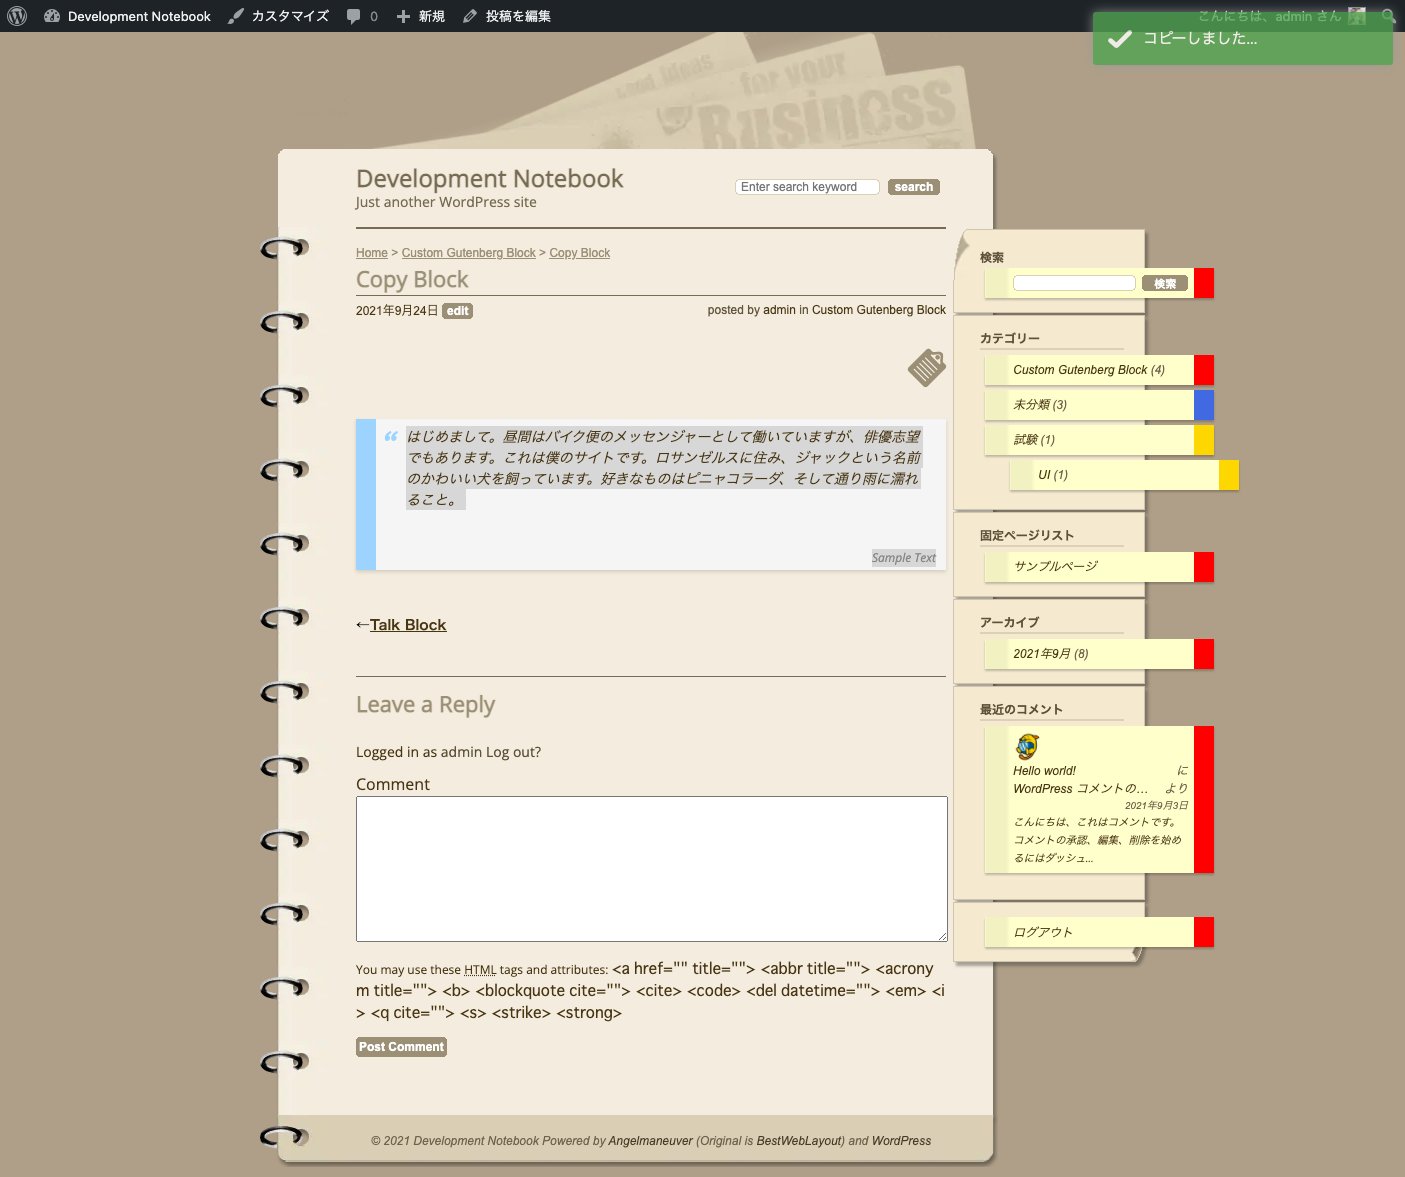 Development Notebook カスタマイズ 0 新規 投稿を編集 こんにちは、admin さん
コピーしました...
and ideas
for your
Business
Development Notebook
Just another WordPress site
Enter search keyword search
Home > Custom Gutenberg Block > Copy Block
Copy Block
2021年9月24日 edit posted by admin in Custom Gutenberg Block
“ はじめまして。昼間はバイク便のメッセンジャーとして働いていますが、俳優志望
でもあります。これは僕のサイトです。ロサンゼルスに住み、ジャックという名前
のかわいい犬を飼っています。好きなものはピニャコラーダ、そして通り雨に濡れ
ること。
Sample Text
←Talk Block
Leave a Reply
Logged in as admin Log out?
Comment
You may use these HTML tags and attributes: <a href="" title=""> <abbr title=""> <acrony
m title=""> <b> <blockquote cite=""> <cite> <code> <del datetime=""> <em> <i
> <q cite=""> <s> <strike> <strong>
Post Comment
検索
検索
カテゴリー
Custom Gutenberg Block (4)
未分類 (3)
試験 (1)
UI (1)
固定ページリスト
サンプルページ
アーカイブ
2021年9月 (8)
最近のコメント
Hello world! に
WordPress コメントの… より
2021年9月3日
こんにちは、これはコメントです。
コメントの承認、編集、削除を始め
るにはダッシュ...
ログアウト
© 2021 Development Notebook Powered by Angelmaneuver (Original is BestWebLayout) and WordPress